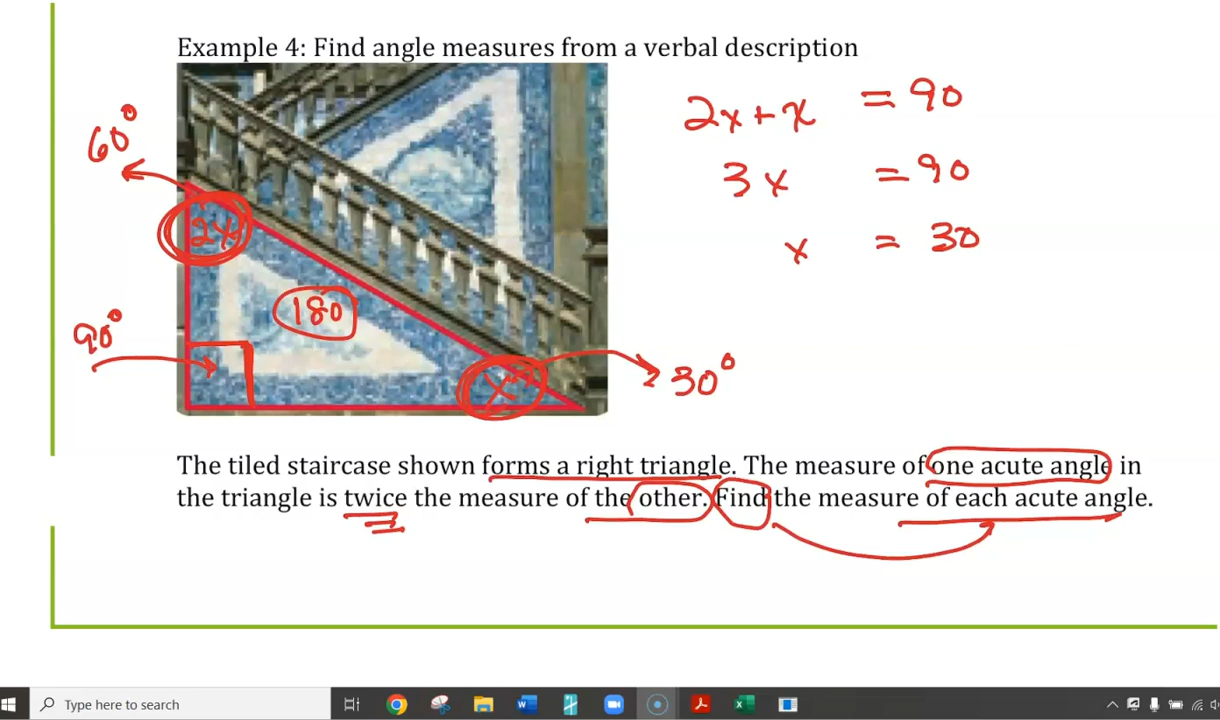 Example 4: Find angle measures from a verbal description
2x + x = 90
60°
3x = 90
2x
x = 30
180
90°
x°
30°
The tiled staircase shown forms a right triangle. The measure of one acute angle in
the triangle is twice the measure of the other. Find the measure of each acute angle.
Type here to search